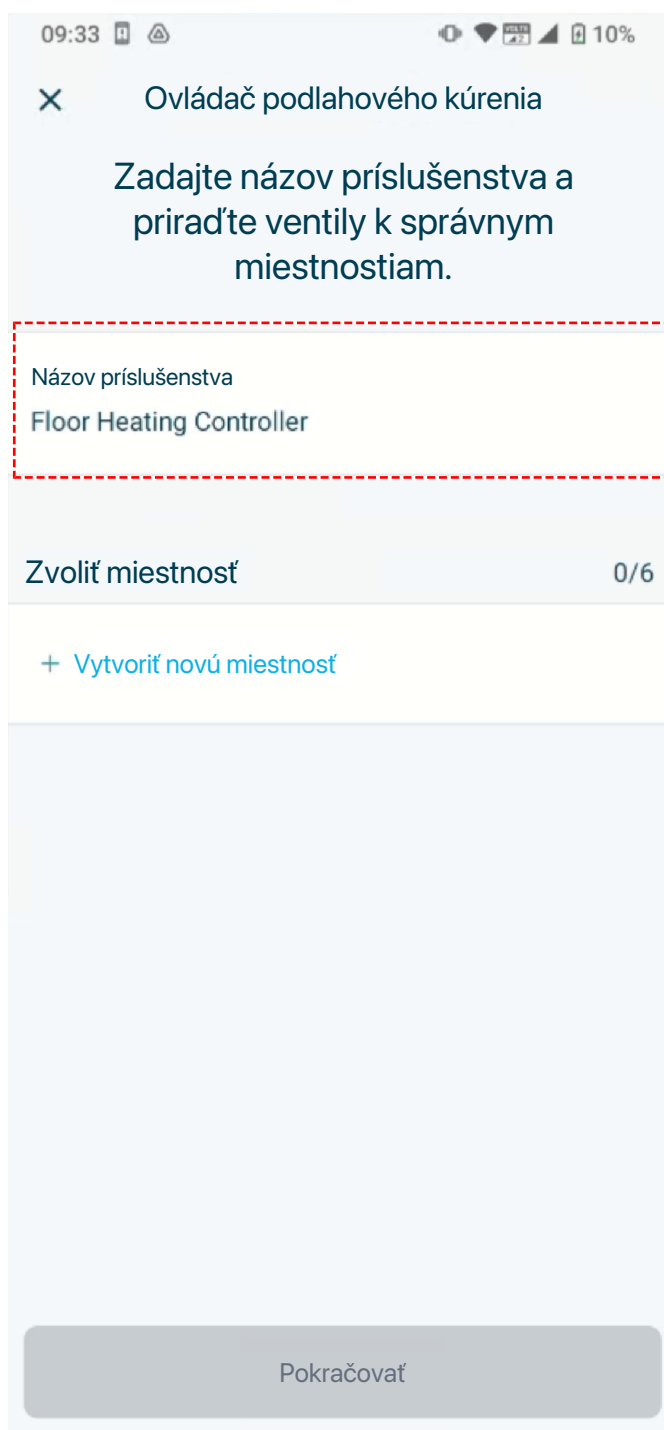 09:33 10%
Ovládač podlahového kúrenia
Zadajte názov príslušenstva a
priraďte ventily k správnym
miestnostiam.
Názov príslušenstva
Floor Heating Controller
Zvoliť miestnosť 0/6
+ Vytvoriť novú miestnosť
Pokračovať